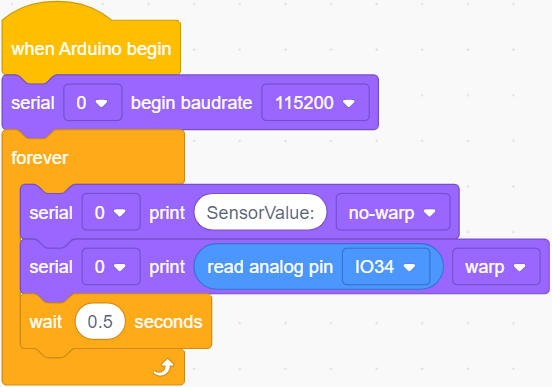 when Arduino begin
serial 0 begin baudrate 115200
forever
serial 0 print SensorValue: no-warp
serial 0 print read analog pin IO34 warp
wait 0.5 seconds